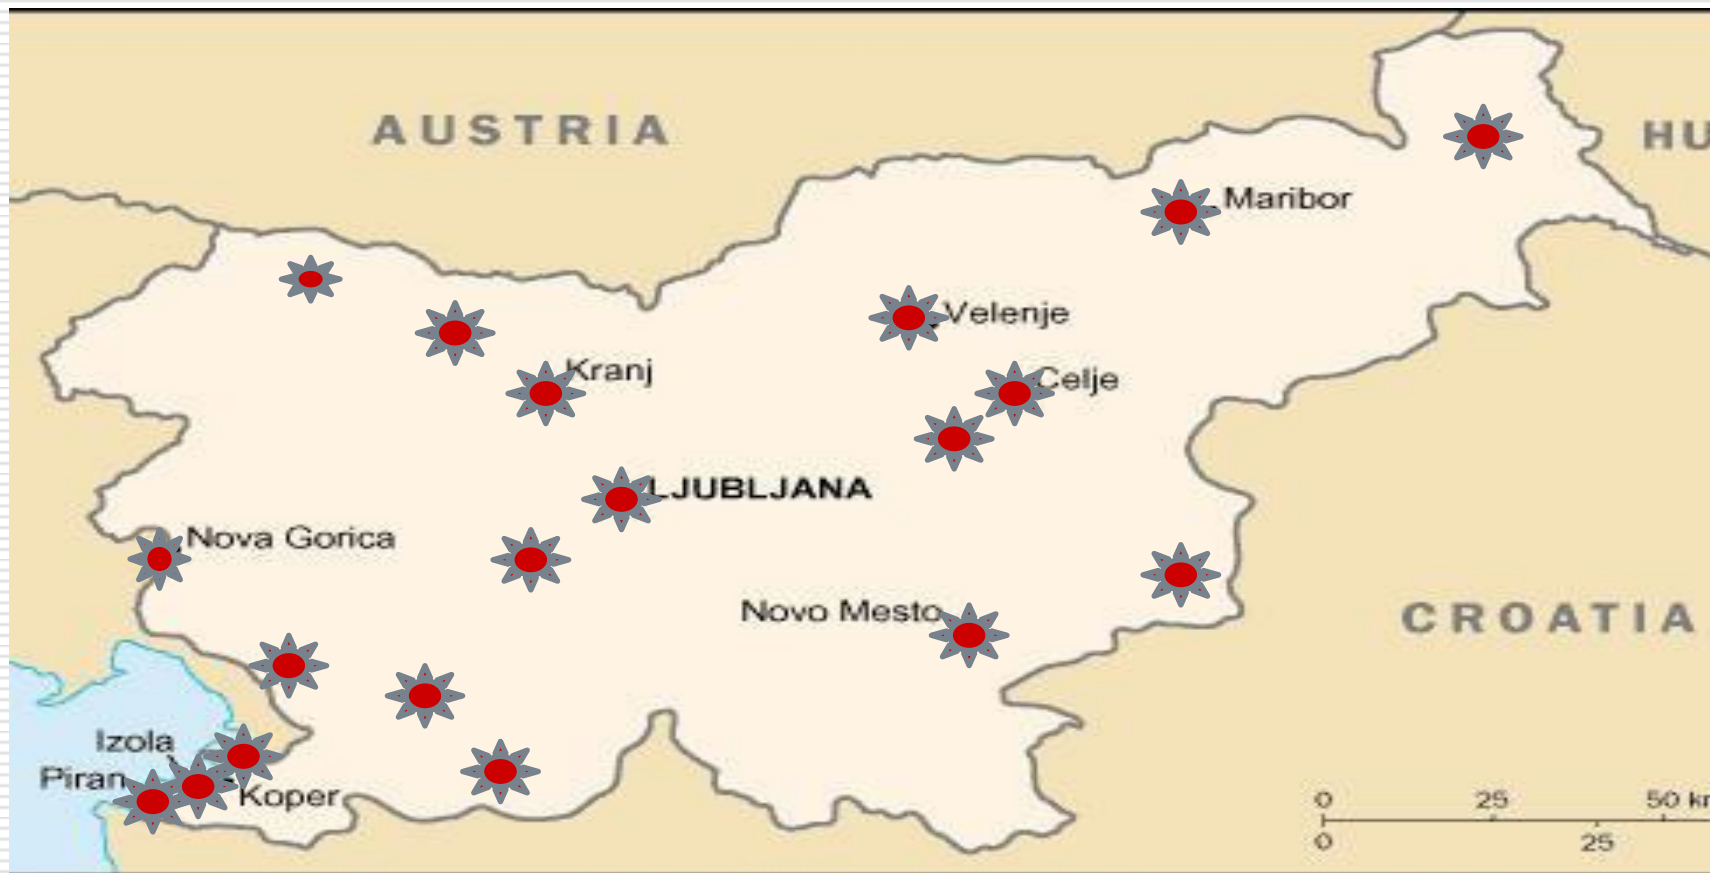 AUSTRIA
HU
Maribor
Velenje
Kranj
Celje
LJUBLJANA
Nova Gorica
Novo Mesto
CROATIA
Izola
Piran
Koper
0 25 50 km
0 25